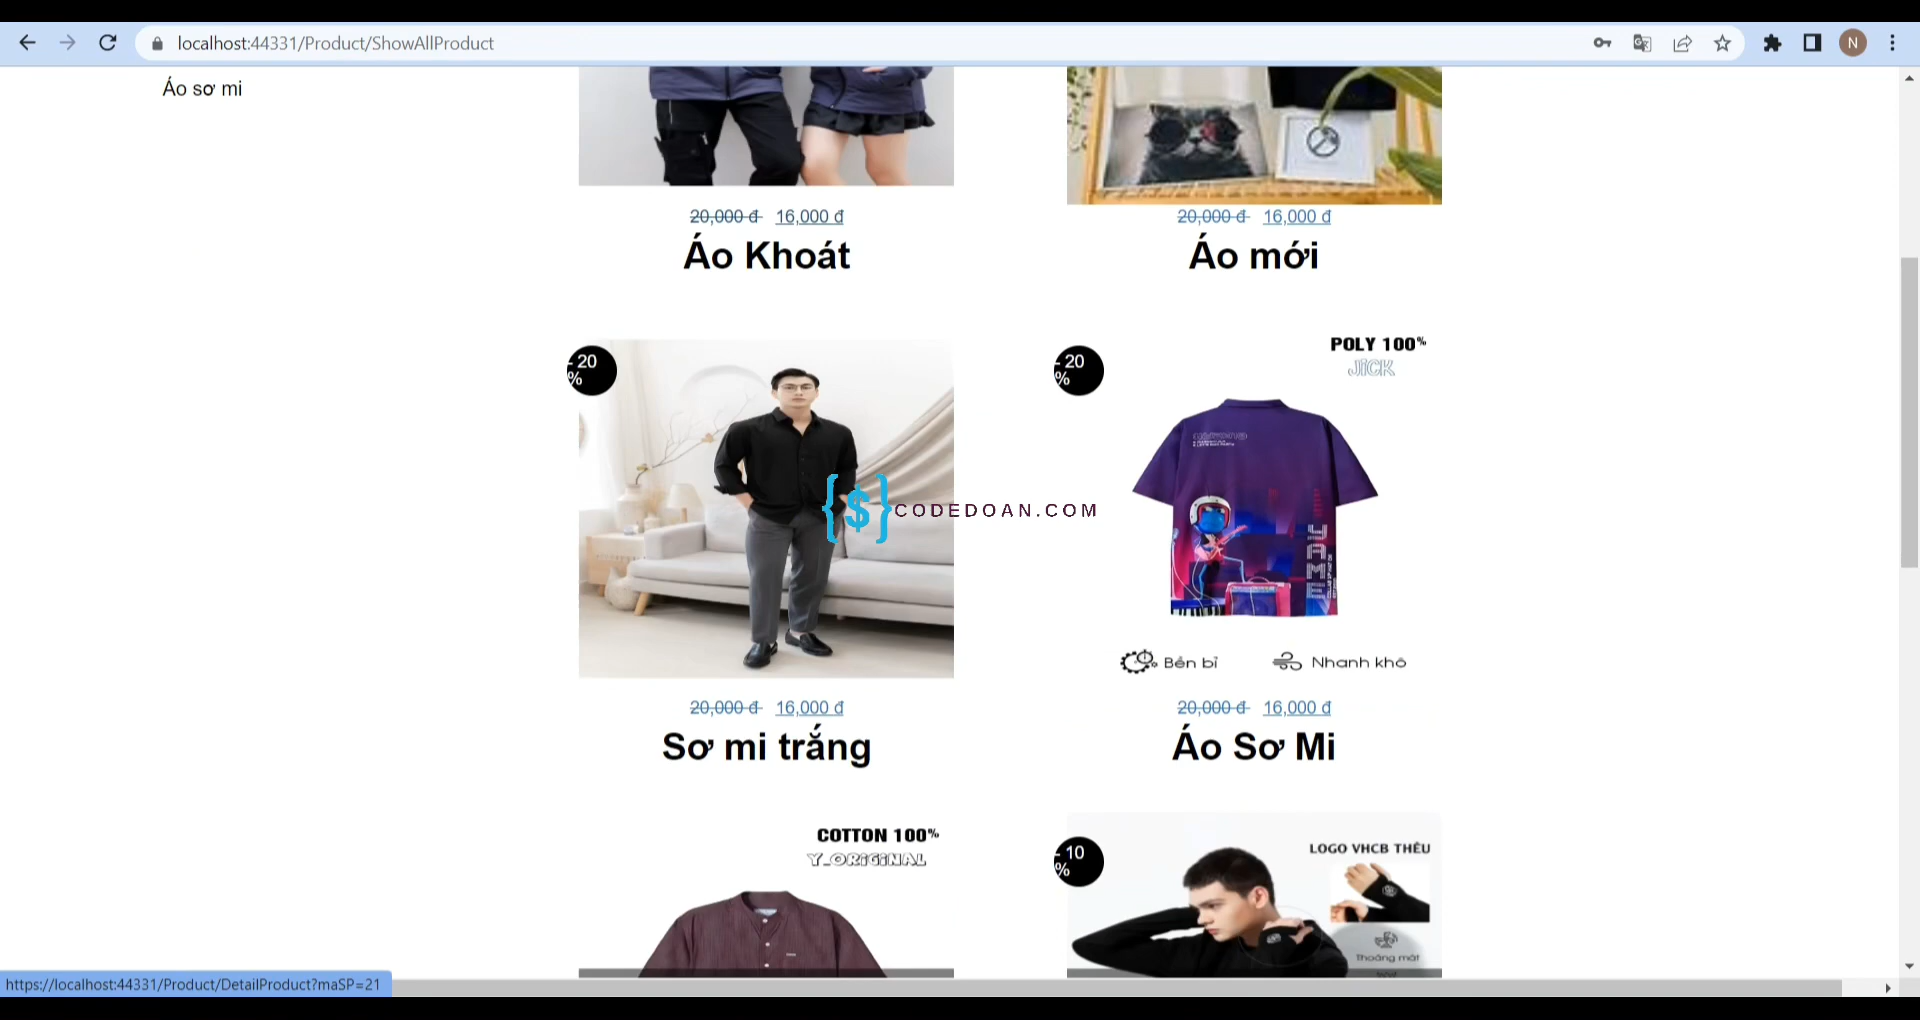 localhost:44331/Product/ShowAllProduct
N
Áo sơ mi
20,000 đ 16,000 đ
Áo Khoát
20,000 đ 16,000 đ
Áo mới
- 20
%
- 20
%
POLY 100%
JiCK
YAME
Bền bỉ
Nhanh khô
{$}CODEDOAN.COM
20,000 đ 16,000 đ
Sơ mi trắng
20,000 đ 16,000 đ
Áo Sơ Mi
COTTON 100%
Y_ORiGiNAL
- 10
%
LOGO VHCB THÊU
Thoáng mát
https://localhost:44331/Product/DetailProduct?maSP=21